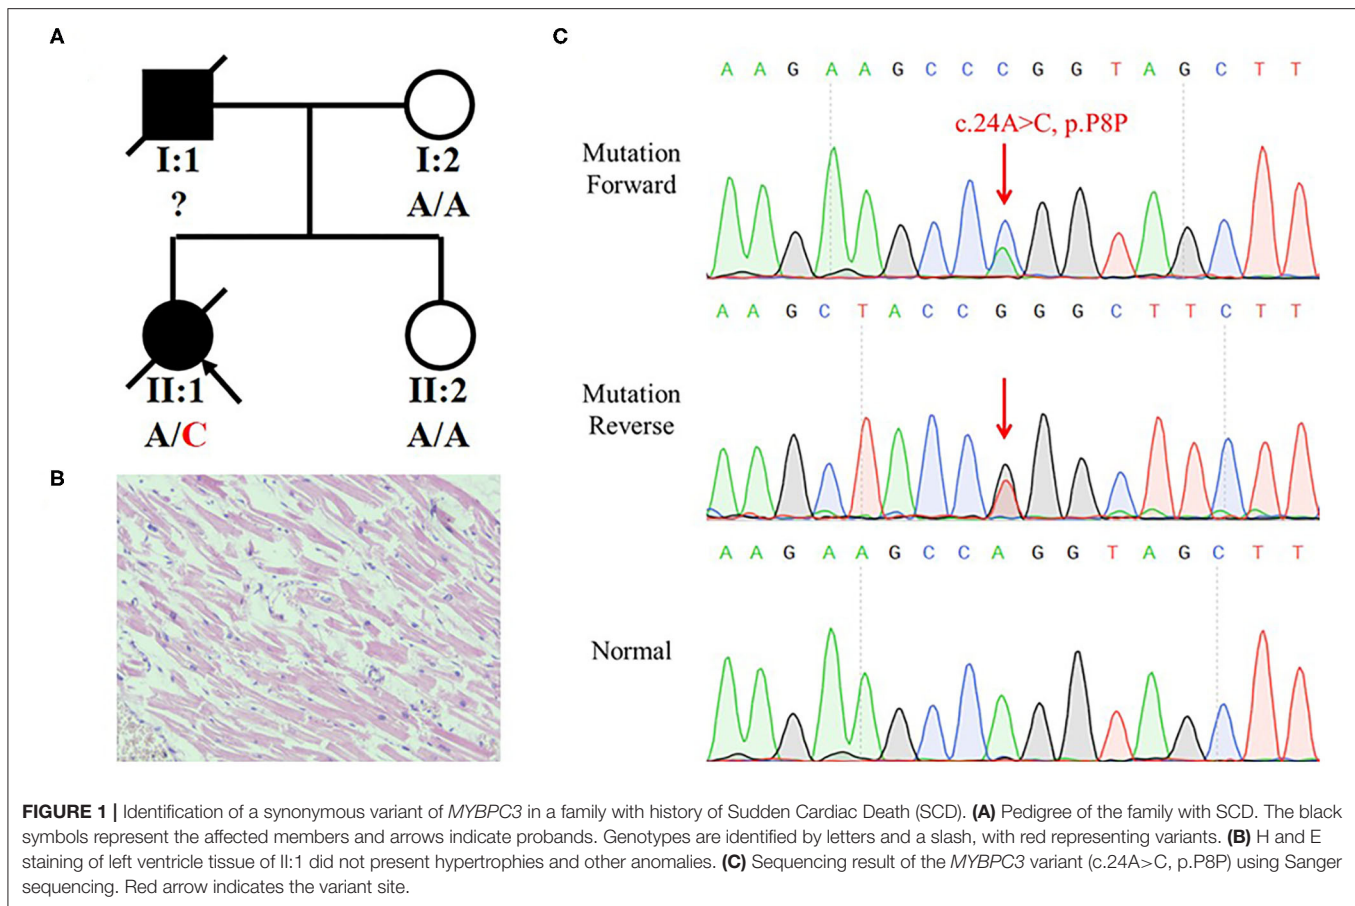 A
I:1
I:2
?
A/A
II:1
II:2
A/C
A/A
B
C
A A G A A G C C C G G T A G C T T
c.24A>C, p.P8P
Mutation
Forward
A A G C T A C C G G G C T T C T T
Mutation
Reverse
A A G A A G C C A G G T A G C T T
Normal
FIGURE 1 | Identification of a synonymous variant of MYBPC3 in a family with history of Sudden Cardiac Death (SCD). (A) Pedigree of the family with SCD. The black
symbols represent the affected members and arrows indicate probands. Genotypes are identified by letters and a slash, with red representing variants. (B) H and E
staining of left ventricle tissue of II:1 did not present hypertrophies and other anomalies. (C) Sequencing result of the MYBPC3 variant (c.24A>C, p.P8P) using Sanger
sequencing. Red arrow indicates the variant site.